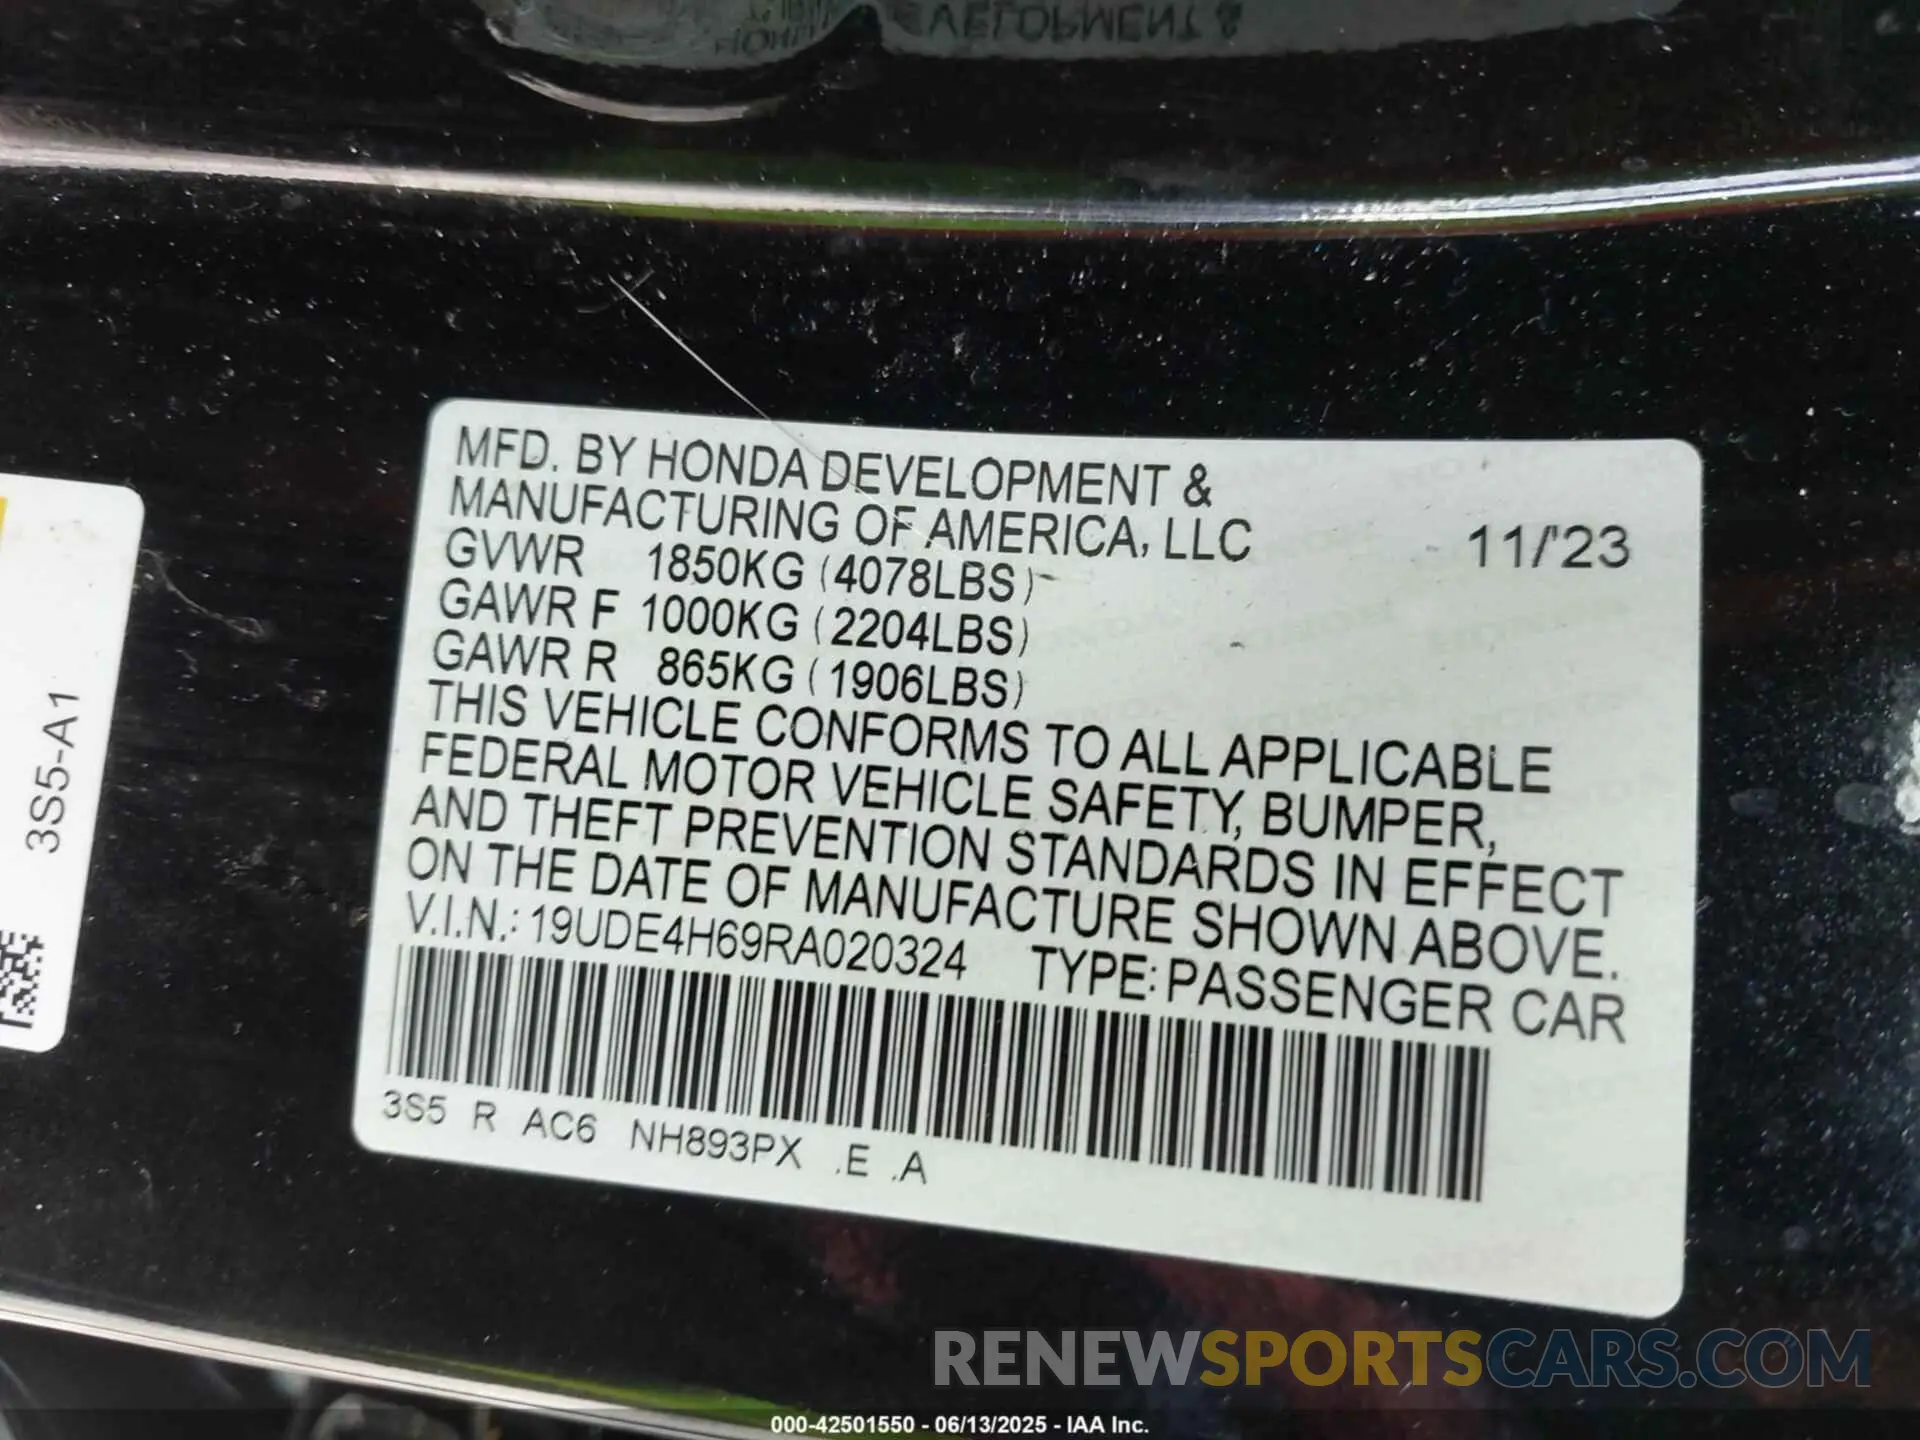 MFD. BY HONDA DEVELOPMENT &
MANUFACTURING OF AMERICA, LLC 11/'23
GVWR 1850KG (4078LBS)
GAWR F 1000KG (2204LBS)
GAWR R 865KG (1906LBS)
THIS VEHICLE CONFORMS TO ALL APPLICABLE
FEDERAL MOTOR VEHICLE SAFETY, BUMPER,
AND THEFT PREVENTION STANDARDS IN EFFECT
ON THE DATE OF MANUFACTURE SHOWN ABOVE.
V.I.N.: 19UDE4H69RA020324 TYPE: PASSENGER CAR
3S5 R AC6 NH893PX .E .A
3S5-A1
RENEWSPORTSCARS.COM
000-42501550 - 06/13/2025 - IAA Inc.